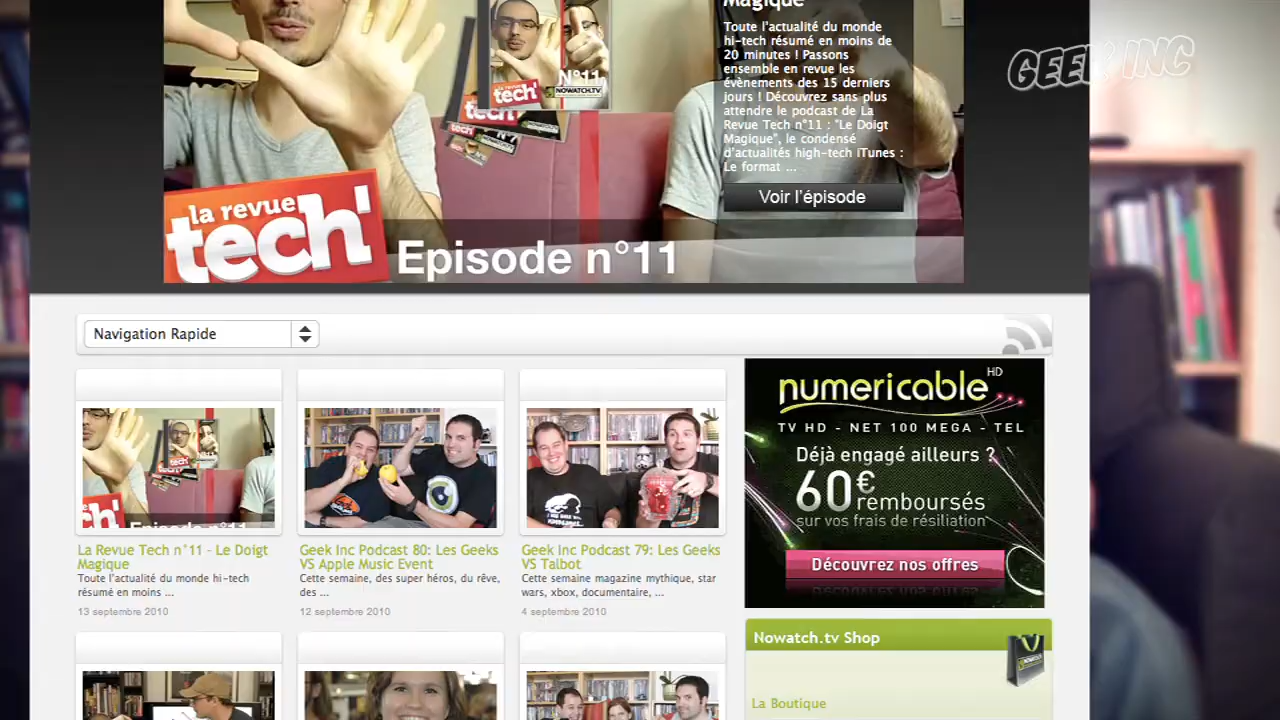 Magique
Toute l'actualité du monde
hi-tech résumé en moins de
20 minutes ! Passons
ensemble en revue les
évènements des 15 derniers
jours ! Découvrez sans plus
attendre le podcast de La
Revue Tech n°11 : "Le Doigt
Magique", le condensé
d'actualités high-tech iTunes :
Le format ...
Voir l'épisode
GEEK INC
N°11
NOWATCH.TV
tech'
tech'
tech
la revue
tech'
Episode n°11
Navigation Rapide
numericable HD
TV HD - NET 100 MEGA - TEL
Déjà engagé ailleurs ?
60€ remboursés
sur vos frais de résiliation
Découvrez nos offres
Episode n°11
La Revue Tech n°11 - Le Doigt
Magique
Toute l'actualité du monde hi-tech
résumé en moins ...
13 septembre 2010
Geek Inc Podcast 80: Les Geeks
VS Apple Music Event
Cette semaine, des super héros, du rêve,
des ...
12 septembre 2010
Geek Inc Podcast 79: Les Geeks
VS Talbot
Cette semaine magazine mythique, star
wars, xbox, documentaire, ...
4 septembre 2010
Nowatch.tv Shop
La Boutique